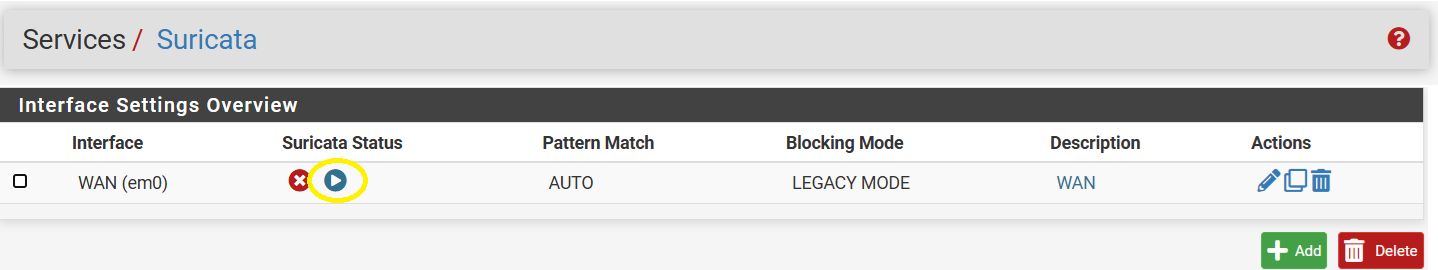 Services / Suricata
Interface Settings Overview
Interface Suricata Status Pattern Match Blocking Mode Description Actions
WAN (em0) AUTO LEGACY MODE WAN
Add Delete